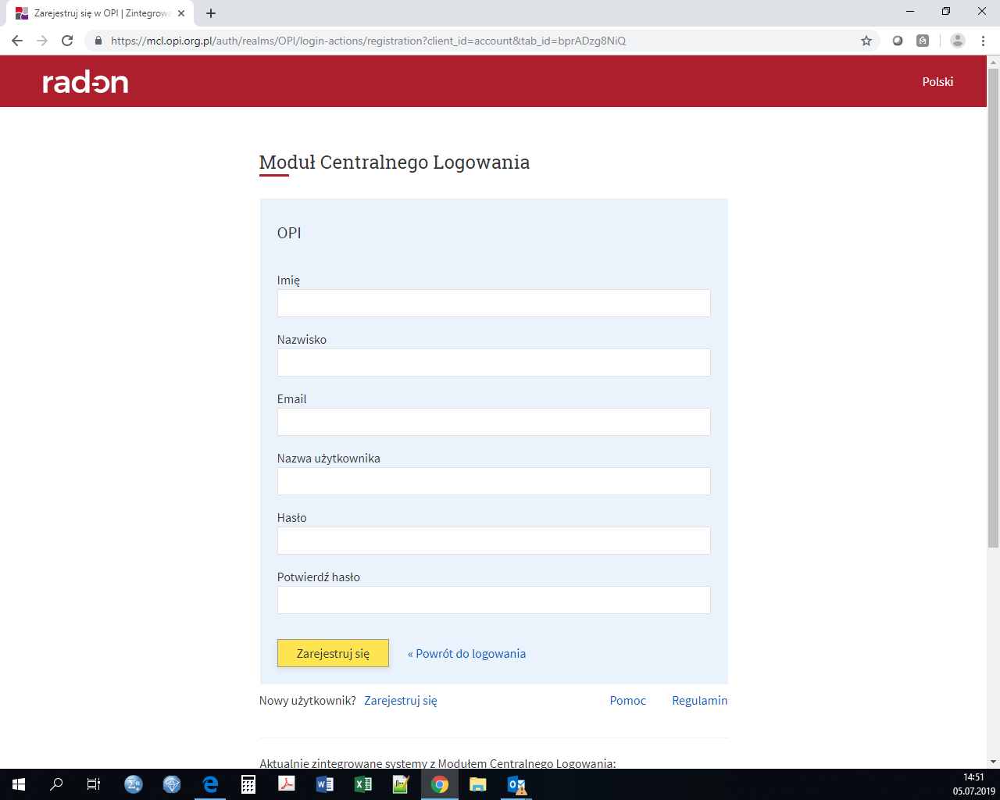 Zarejestruj się w OPI | Zintegrowa
https://mcl.opi.org.pl/auth/realms/OPI/login-actions/registration?client_id=account&tab_id=bprADzg8NiQ
radon
Polski
Moduł Centralnego Logowania
OPI
Imię
Nazwisko
Email
Nazwa użytkownika
Hasło
Potwierdź hasło
Zarejestruj się « Powrót do logowania
Nowy użytkownik? Zarejestruj się Pomoc Regulamin
Aktualnie zintegrowane systemy z Modułem Centralnego Logowania:
14:51
05.07.2019